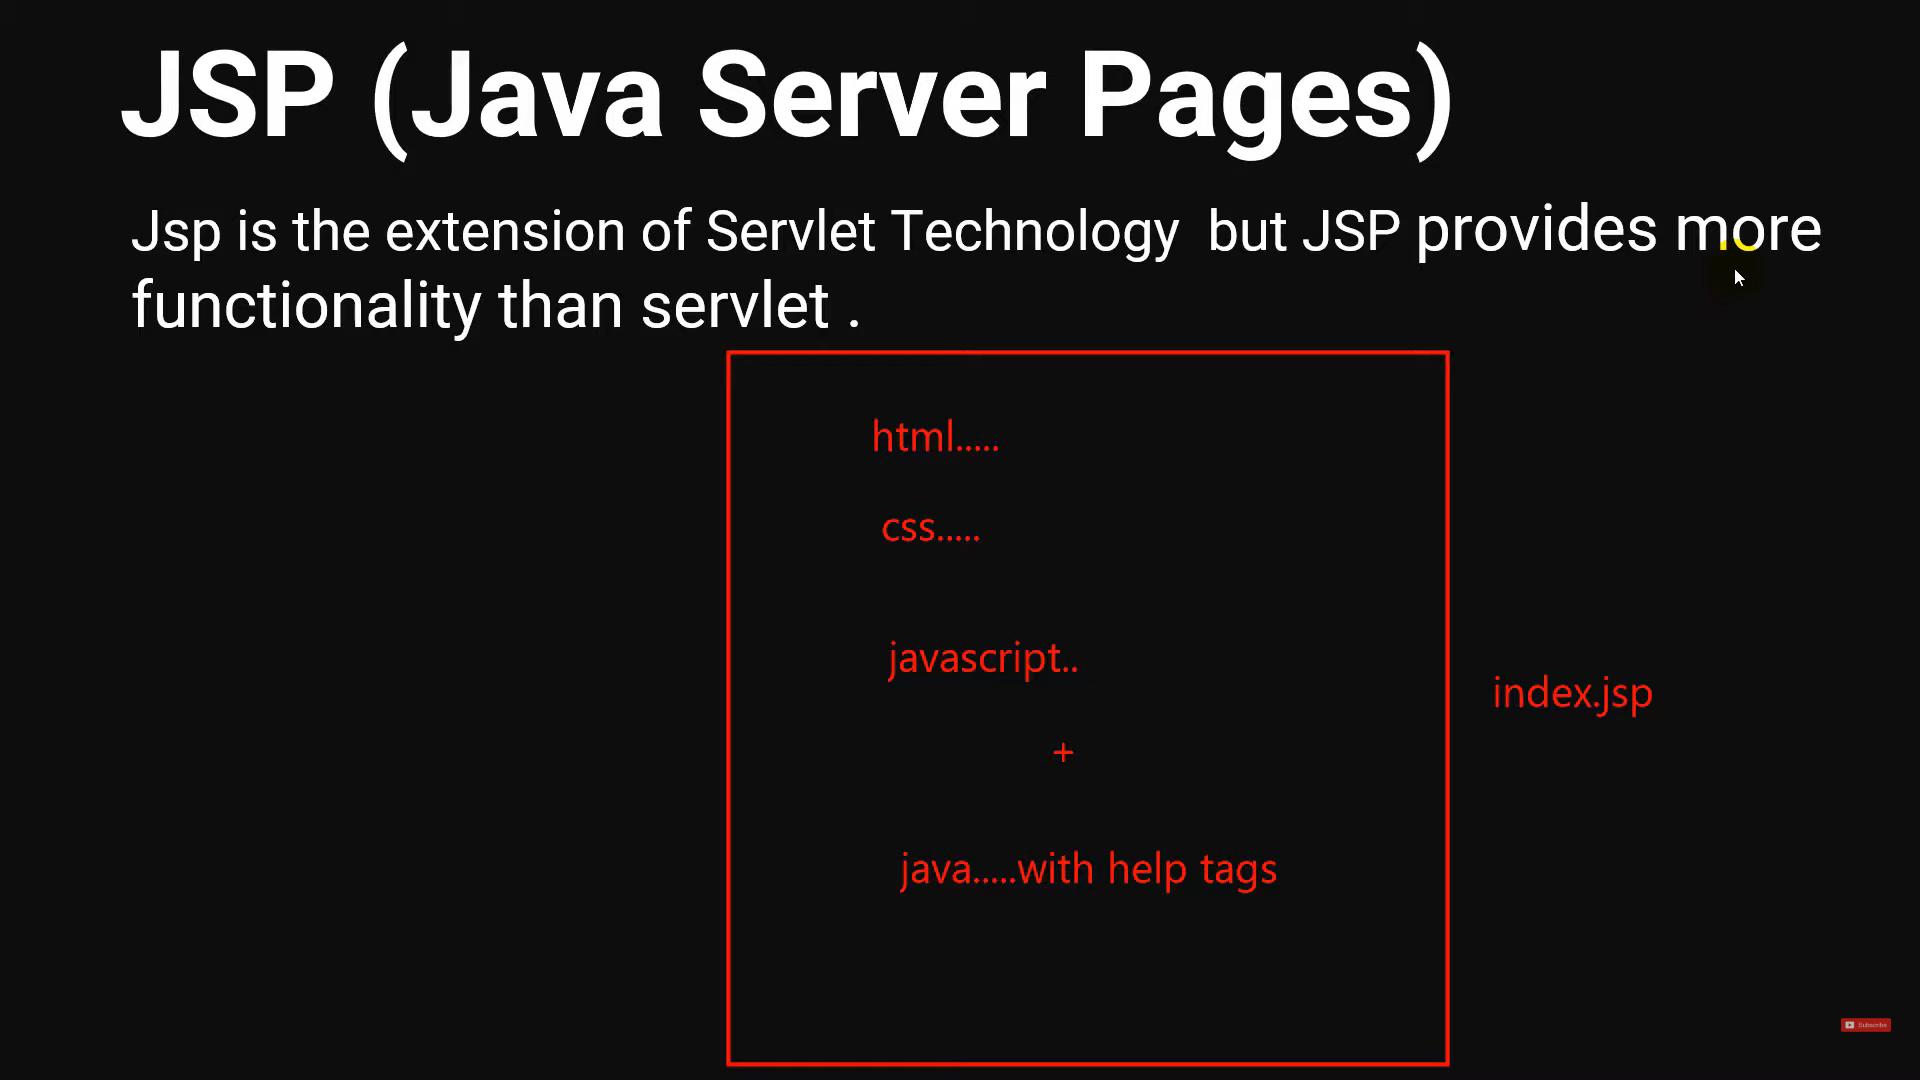 JSP (Java Server Pages)
Jsp is the extension of Servlet Technology but JSP provides more
functionality than servlet .
html.....
css.....
javascript..
index.jsp
+
java.....with help tags
Subscribe